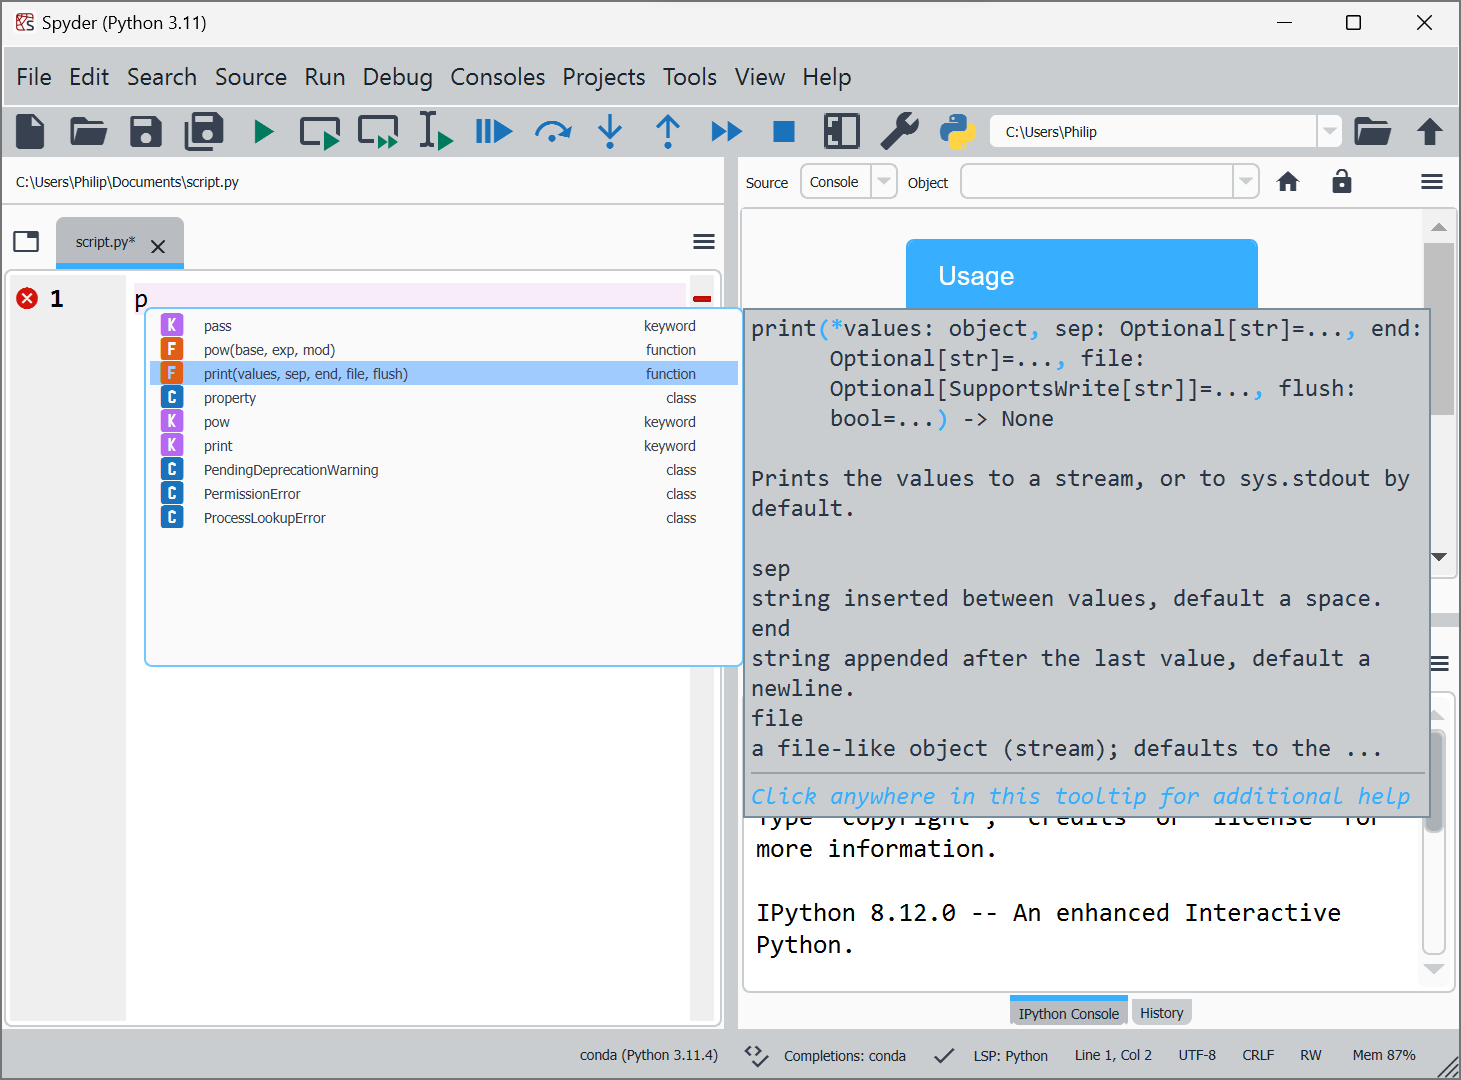 Spyder (Python 3.11)
File Edit Search Source Run Debug Consoles Projects Tools View Help
C:\Users\Philip
C:\Users\Philip\Documents\script.py
script.py*
1
p
K pass keyword
F pow(base, exp, mod) function
F print(values, sep, end, file, flush) function
C property class
K pow keyword
K print keyword
C PendingDeprecationWarning class
C PermissionError class
C ProcessLookupError class
Source Console Object
Usage
print(*values: object, sep: Optional[str]=..., end:
Optional[str]=..., file:
Optional[SupportsWrite[str]]=..., flush:
bool=...) -> None
Prints the values to a stream, or to sys.stdout by
default.
sep
string inserted between values, default a space.
end
string appended after the last value, default a
newline.
file
a file-like object (stream); defaults to the ...
Click anywhere in this tooltip for additional help
Type "copyright", "credits" or "license" for
more information.
IPython 8.12.0 -- An enhanced Interactive
Python.
IPython Console History
conda (Python 3.11.4) Completions: conda LSP: Python Line 1, Col 2 UTF-8 CRLF RW Mem 87%